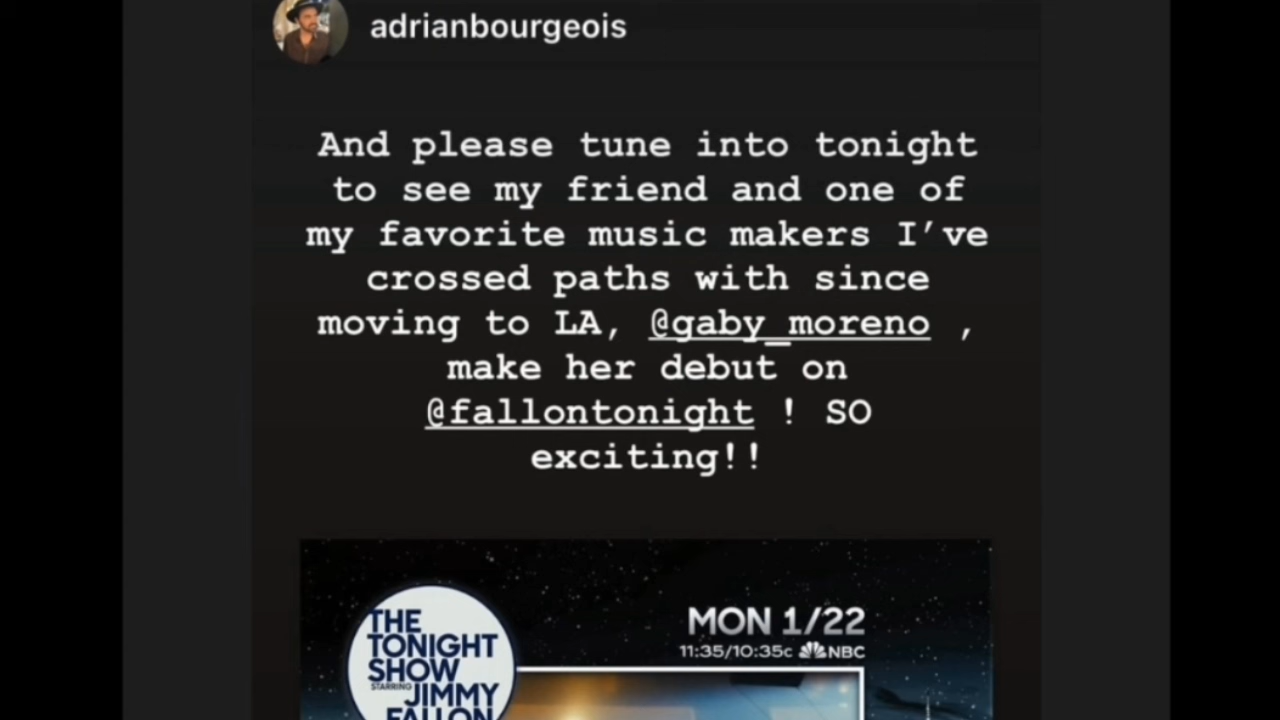 adrianbourgeois
And please tune into tonight
to see my friend and one of
my favorite music makers I’ve
crossed paths with since
moving to LA, @gaby_moreno ,
make her debut on
@fallontonight ! SO
exciting!!
THE
TONIGHT
SHOW
STARRING JIMMY
FALLON
MON 1/22
11:35/10:35c NBC